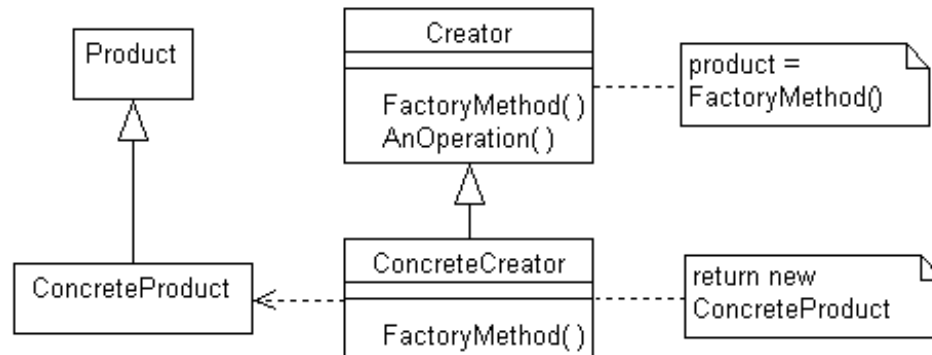 Product
Creator
FactoryMethod( )
AnOperation( )
product =
FactoryMethod()
ConcreteProduct
ConcreteCreator
FactoryMethod( )
return new
ConcreteProduct